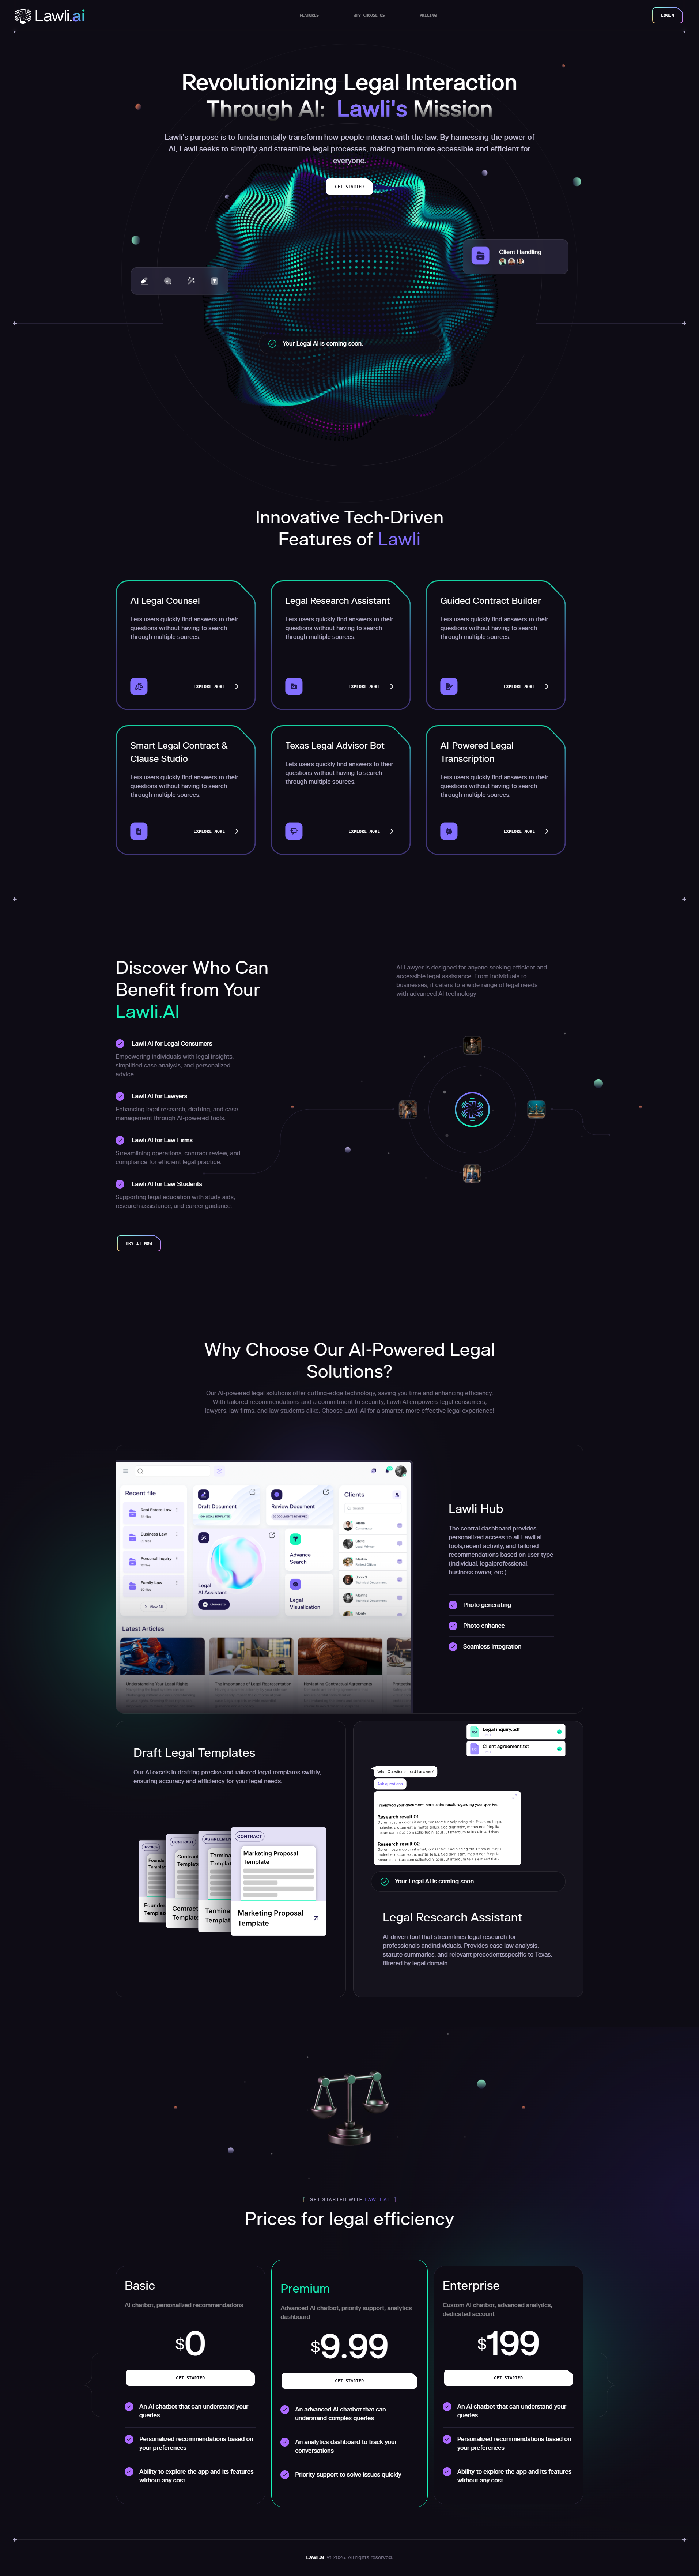 Lawli.ai
FEATURES
WHY CHOOSE US
PRICING
LOGIN
Revolutionizing Legal Interaction
Through AI: Lawli's Mission
Lawli's purpose is to fundamentally transform how people interact with the law. By harnessing the power of
AI, Lawli seeks to simplify and streamline legal processes, making them more accessible and efficient for
everyone.
GET STARTED
Client Handling
Your Legal AI is coming soon.
Innovative Tech-Driven
Features of Lawli
AI Legal Counsel
Lets users quickly find answers to their
questions without having to search
through multiple sources.
EXPLORE MORE
Legal Research Assistant
Lets users quickly find answers to their
questions without having to search
through multiple sources.
EXPLORE MORE
Guided Contract Builder
Lets users quickly find answers to their
questions without having to search
through multiple sources.
EXPLORE MORE
Smart Legal Contract &
Clause Studio
Lets users quickly find answers to their
questions without having to search
through multiple sources.
EXPLORE MORE
Texas Legal Advisor Bot
Lets users quickly find answers to their
questions without having to search
through multiple sources.
EXPLORE MORE
AI-Powered Legal
Transcription
Lets users quickly find answers to their
questions without having to search
through multiple sources.
EXPLORE MORE
Discover Who Can
Benefit from Your
Lawli.AI
AI Lawyer is designed for anyone seeking efficient and
accessible legal assistance. From individuals to
businesses, it caters to a wide range of legal needs
with advanced AI technology
Lawli AI for Legal Consumers
Empowering individuals with legal insights,
simplified case analysis, and personalized
advice.
Lawli AI for Lawyers
Enhancing legal research, drafting, and case
management through AI-powered tools.
Lawli AI for Law Firms
Streamlining operations, contract review, and
compliance for efficient legal practice.
Lawli AI for Law Students
Supporting legal education with study aids,
research assistance, and career guidance.
TRY IT NOW
Why Choose Our AI-Powered Legal
Solutions?
Our AI-powered legal solutions offer cutting-edge technology, saving you time and enhancing efficiency.
With tailored recommendations and a commitment to security, Lawli AI empowers legal consumers,
lawyers, law firms, and law students alike. Choose Lawli AI for a smarter, more effective legal experience!
Recent file
Real Estate Law
Business Law
Personal Inquiry
Family Law
View All
Draft Document
Review Document
Legal
AI Assistant
Generate
Advance
Search
Legal
Visualization
Clients
Search
Latest Articles
Understanding Your Legal Rights
The Importance of Legal Representation
Navigating Contractual Agreements
Lawli Hub
The central dashboard provides
personalized access to all Lawli.ai
tools,recent activity, and tailored
recommendations based on user type
(individual, legalprofessional,
business owner, etc.).
Photo generating
Photo enhance
Seamless Integration
Draft Legal Templates
Our AI excels in drafting precise and tailored legal templates swiftly,
ensuring accuracy and efficiency for your legal needs.
CONTRACT
Marketing Proposal
Template
Marketing Proposal
Template
Legal inquiry.pdf
Client agreement.txt
What Question should I answer?
Ask questions
I reviewed your document, here is the result regarding your queries.
Research result 01
Research result 02
Your Legal AI is coming soon.
Legal Research Assistant
AI-driven tool that streamlines legal research for
professionals andindividuals. Provides case law analysis,
statute summaries, and relevant precedentsspecific to Texas,
filtered by legal domain.
[ GET STARTED WITH LAWLI AI ]
Prices for legal efficiency
Basic
AI chatbot, personalized recommendations
$0
GET STARTED
An AI chatbot that can understand your
queries
Personalized recommendations based on
your preferences
Ability to explore the app and its features
without any cost
Premium
Advanced AI chatbot, priority support, analytics
dashboard
$9.99
GET STARTED
An advanced AI chatbot that can
understand complex queries
An analytics dashboard to track your
conversations
Priority support to solve issues quickly
Enterprise
Custom AI chatbot, advanced analytics,
dedicated account
$199
GET STARTED
An AI chatbot that can understand your
queries
Personalized recommendations based on
your preferences
Ability to explore the app and its features
without any cost
Lawli.ai © 2025. All rights reserved.